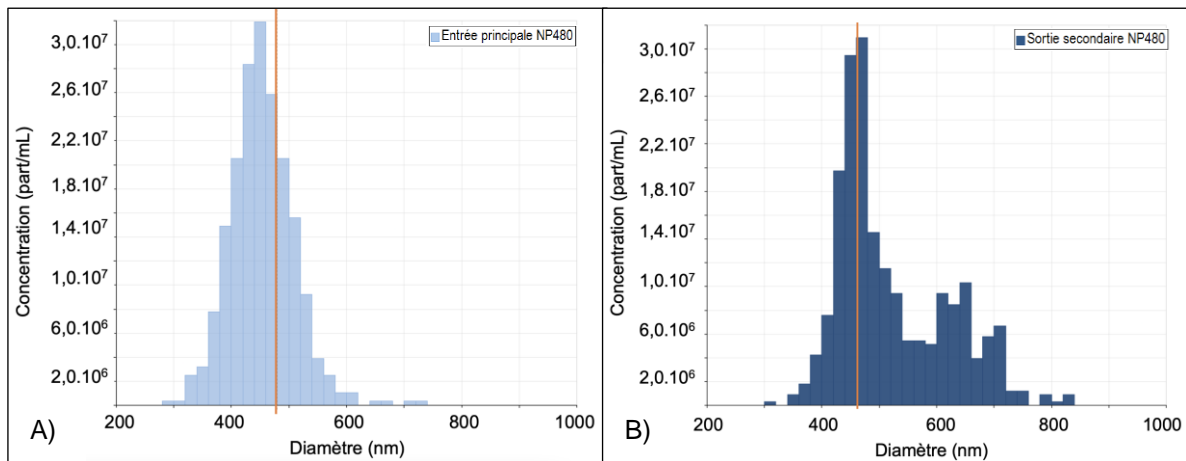 Entrée principale NP480
Concentration (part/mL)
3,0.10⁷
2,6.10⁷
2,2.10⁷
1,8.10⁷
1,4.10⁷
1,0.10⁷
6,0.10⁶
2,0.10⁶
200 400 600 800 1000
Diamètre (nm)
A)
Sortie secondaire NP480
Concentration (part/mL)
3,0.10⁷
2,6.10⁷
2,2.10⁷
1,8.10⁷
1,4.10⁷
1,0.10⁷
6,0.10⁶
2,0.10⁶
200 400 600 800 1000
Diamètre (nm)
B)